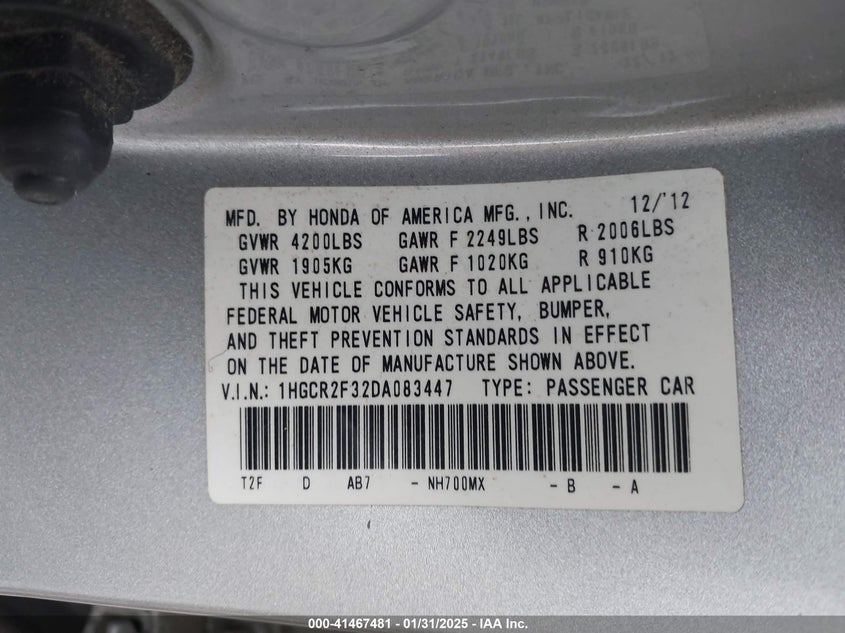 MFD. BY HONDA OF AMERICA MFG., INC. 12/'12
GVWR 4200LBS GAWR F 2249LBS R 2006LBS
GVWR 1905KG GAWR F 1020KG R 910KG
THIS VEHICLE CONFORMS TO ALL APPLICABLE
FEDERAL MOTOR VEHICLE SAFETY, BUMPER,
AND THEFT PREVENTION STANDARDS IN EFFECT
ON THE DATE OF MANUFACTURE SHOWN ABOVE.
V.I.N.: 1HGCR2F32DA083447 TYPE: PASSENGER CAR
T2F D AB7 - NH700MX - B - A
000-41467481 - 01/31/2025 - IAA Inc.